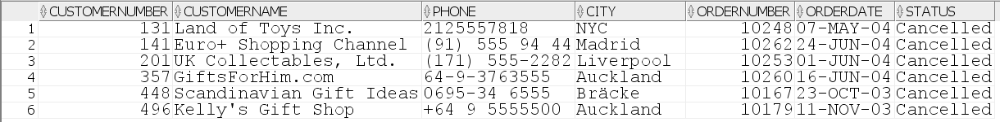 CUSTOMERNUMBER CUSTOMERNAME PHONE CITY ORDERNUMBER ORDERDATE STATUS
1 131 Land of Toys Inc. 2125557818 NYC 10248 07-MAY-04 Cancelled
2 141 Euro+ Shopping Channel (91) 555 94 44 Madrid 10262 24-JUN-04 Cancelled
3 201 UK Collectables, Ltd. (171) 555-2282 Liverpool 10253 01-JUN-04 Cancelled
4 357 GiftsForHim.com 64-9-3763555 Auckland 10260 16-JUN-04 Cancelled
5 448 Scandinavian Gift Ideas 0695-34 6555 Bräcke 10167 23-OCT-03 Cancelled
6 496 Kelly's Gift Shop +64 9 5555500 Auckland 10179 11-NOV-03 Cancelled